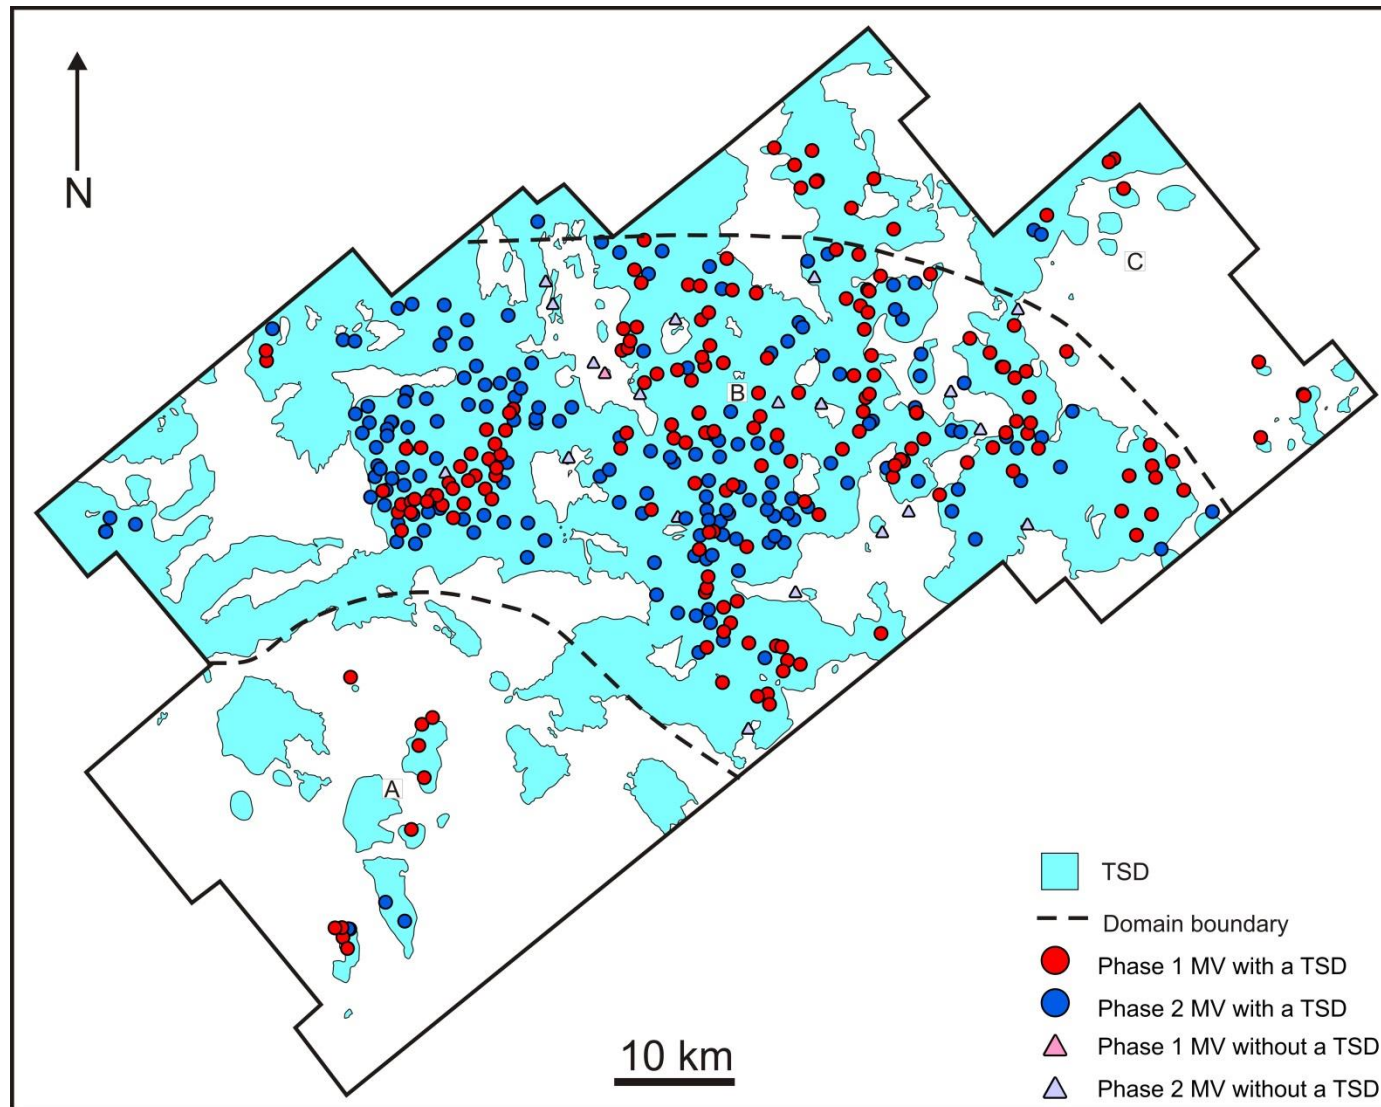 N
C
B
A
TSD
Domain boundary
Phase 1 MV with a TSD
Phase 2 MV with a TSD
Phase 1 MV without a TSD
Phase 2 MV without a TSD
10 km